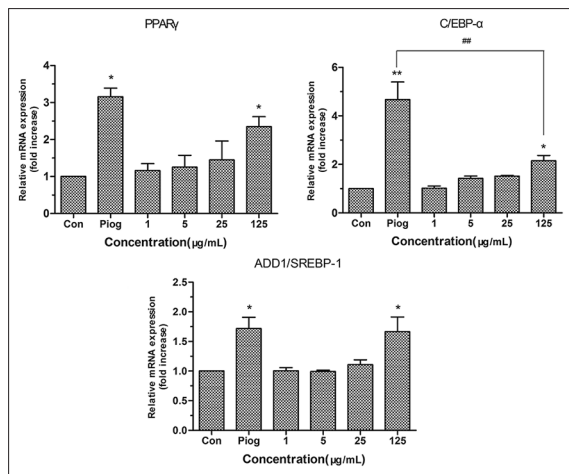 PPARγ
Relative mRNA expression
(fold increase)
4
3
2
1
0
*
*
Con Piog 1 5 25 125
Concentration(µg/mL)
C/EBP-α
Relative mRNA expression
(fold increase)
6
4
2
0
**
##
*
Con Piog 1 5 25 125
Concentration(µg/mL)
ADD1/SREBP-1
Relative mRNA expression
(fold increase)
2.5
2.0
1.5
1.0
0.5
0.0
*
*
Con Piog 1 5 25 125
Concentration(µg/mL)